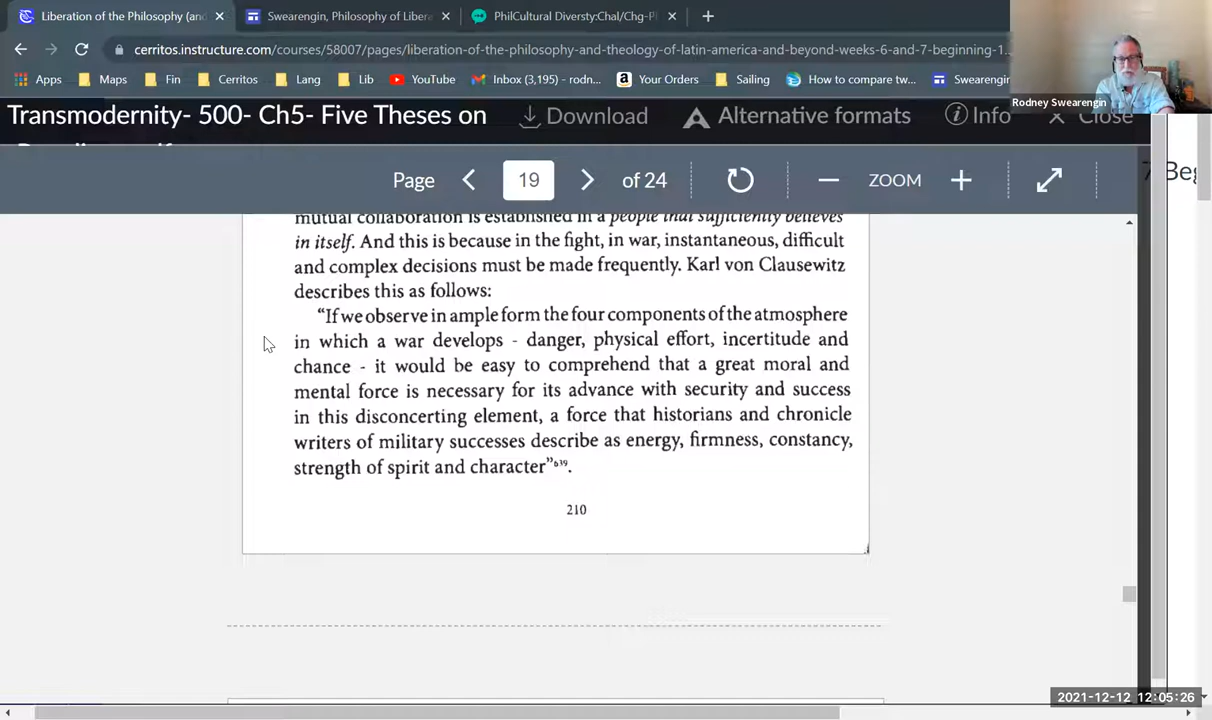 Liberation of the Philosophy (and
Swearengin, Philosophy of Libera
PhilCultural Diversty:Chal/Chg-P
cerritos.instructure.com/courses/58007/pages/liberation-of-the-philosophy-and-theology-of-latin-america-and-beyond-weeks-6-and-7-beginning-1...
Apps Maps Fin Cerritos Lang Lib YouTube Inbox (3,195) - rodn... Your Orders Sailing How to compare tw... Swearengin
Rodney Swearengin
Transmodernity- 500- Ch5- Five Theses on
Download Alternative formats Info Close
Page 19 of 24 ZOOM
7 Beg
mutual collaboration is established in a people that sufficiently believes
in itself. And this is because in the fight, in war, instantaneous, difficult
and complex decisions must be made frequently. Karl von Clausewitz
describes this as follows:
“If we observe in ample form the four components of the atmosphere
in which a war develops - danger, physical effort, incertitude and
chance - it would be easy to comprehend that a great moral and
mental force is necessary for its advance with security and success
in this disconcerting element, a force that historians and chronicle
writers of military successes describe as energy, firmness, constancy,
strength of spirit and character”⁶³⁹.
210
2021-12-12 12:05:26